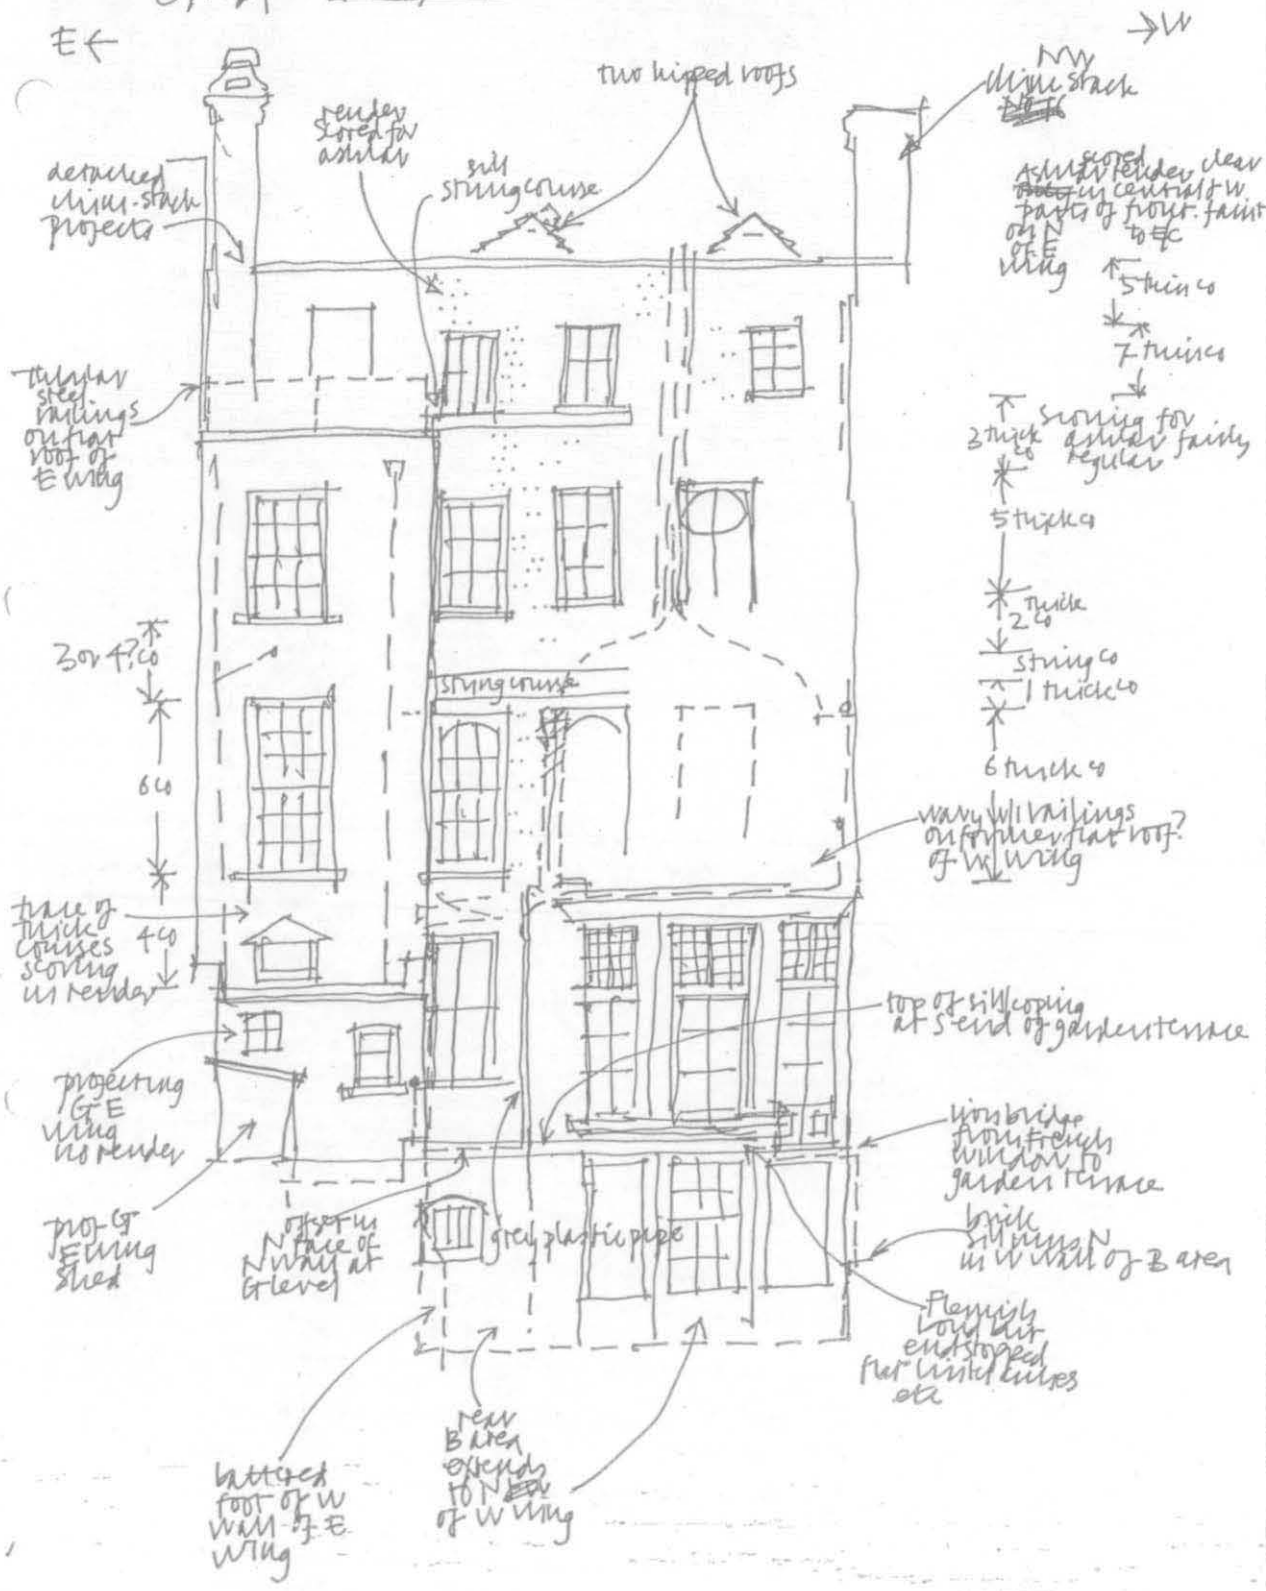 E ←
→ W
two hipped roofs
NW
chim stack
render
scored for
ashlar
sill
stringcourse
detached
chim-stack
projects
scored
ashlar render clear
in central & W
parts of front. faint
on N to EC
of E
wing
5 thin co
7 thin co
tubular
steel
railings
on flat
roof of
E wing
3 thick
co
scoring for
ashlar fairly
regular
5 thick co
thick
2 co
3 or 4? co
string co
1 thick co
stringcourse
6 co
6 thick co
wavy WI railings
on former flat roof?
of W wing
trace of
thick
courses
scoring
in render
4 co
top of sill/coping
at S end of garden terrace
projecting
G E
wing
no render
iron bridge
from French
window to
garden terrace
proj G
E wing
shed
offset in
N face of
N wall at
G level
grey plastic pipe
brick
in W wall of B area
Flemish
bond but
endstopped
flat lintel
etc
rear
B area
extends
to N
of W wing
battered
foot of W
wall of E
wing